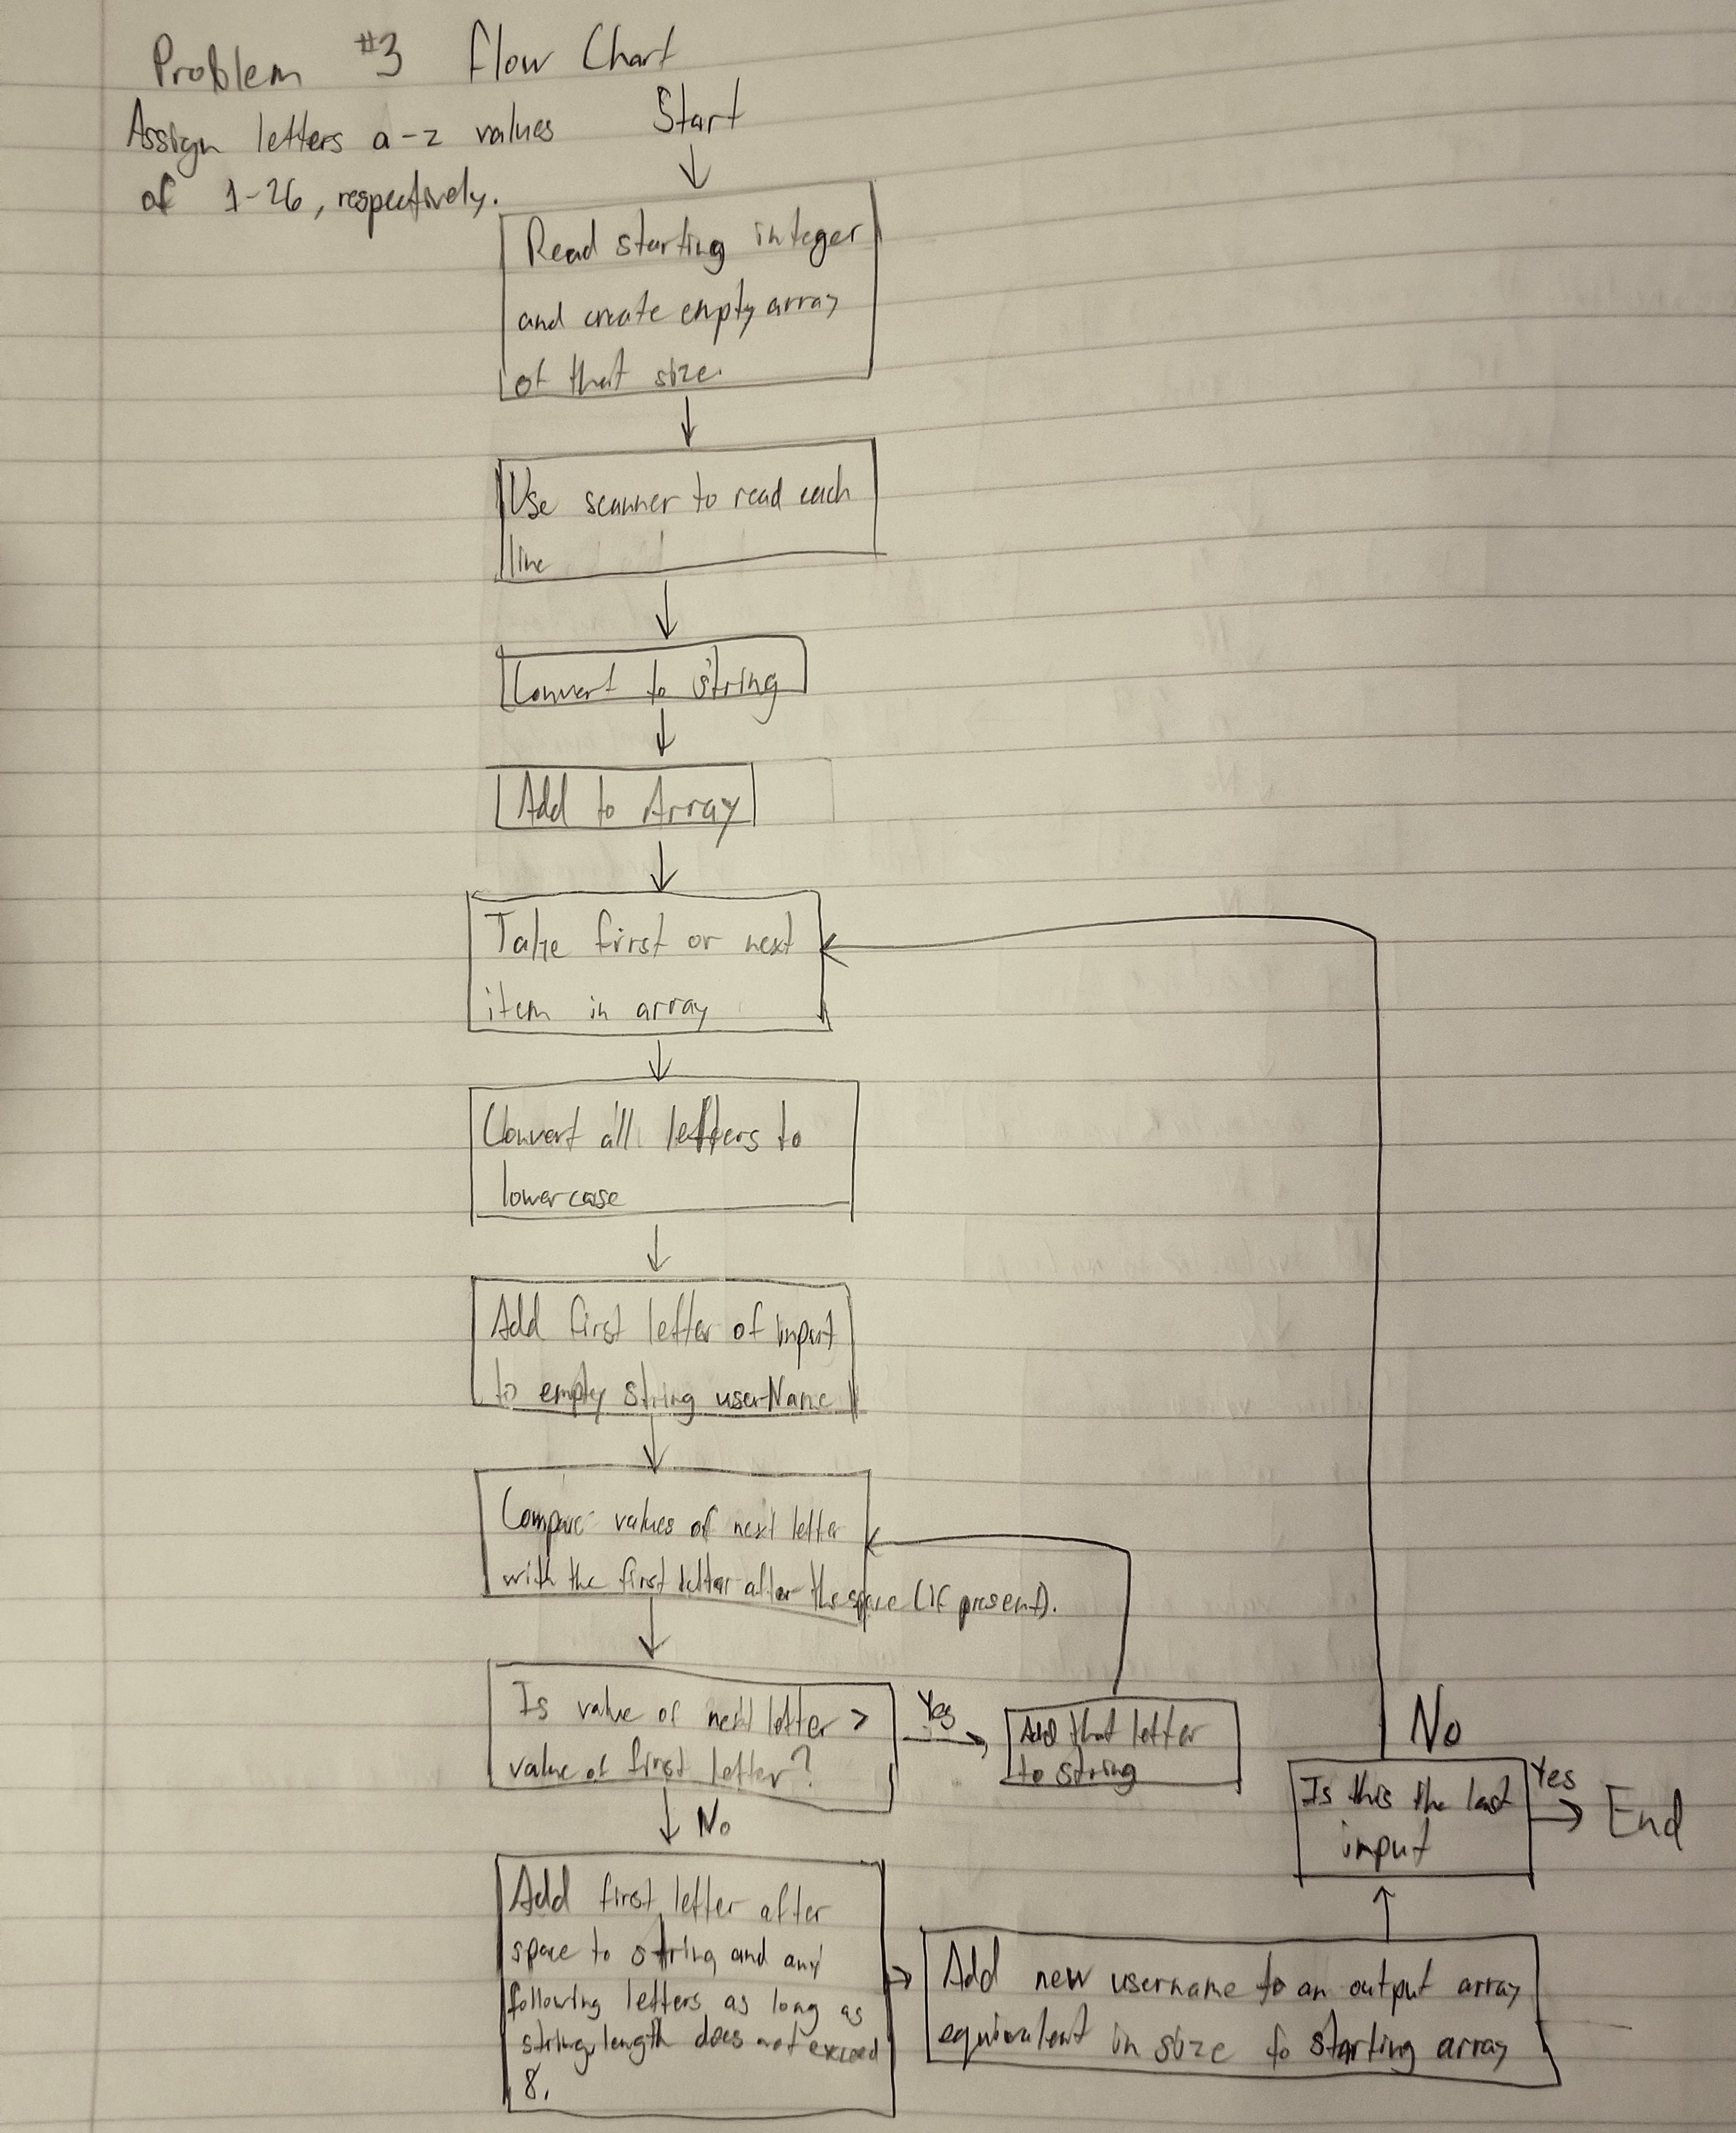 Problem #3 Flow Chart
Assign letters a-z values
of 1-26, respectively.
Start
Read starting integer
and create empty array
of that size.
Use scanner to read each
line
Convert to string
Add to Array
Take first or next
item in array
Convert all letters to
lowercase
Add first letter of input
to empty string userName
Compare values of next letter
with the first letter after the space (if present).
Is value of next letter >
value of first letter?
Yes
Add that letter
to string
No
Add first letter after
space to string and any
following letters as long as
string length does not exceed
8.
Add new username to an output array
equivalent in size to starting array
Is this the last
input
No
Yes
End